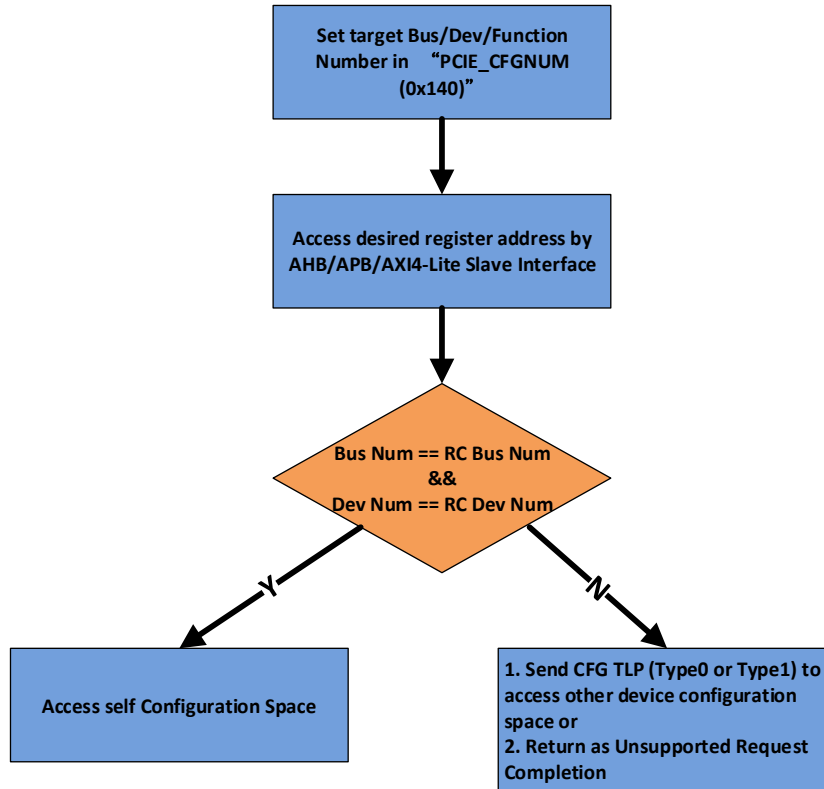 Set target Bus/Dev/Function
Number in “PCIE_CFGNUM
(0x140)”
Access desired register address by
AHB/APB/AXI4-Lite Slave Interface
Bus Num == RC Bus Num
&&
Dev Num == RC Dev Num
Y
N
Access self Configuration Space
1. Send CFG TLP (Type0 or Type1) to
access other device configuration
space or
2. Return as Unsupported Request
Completion